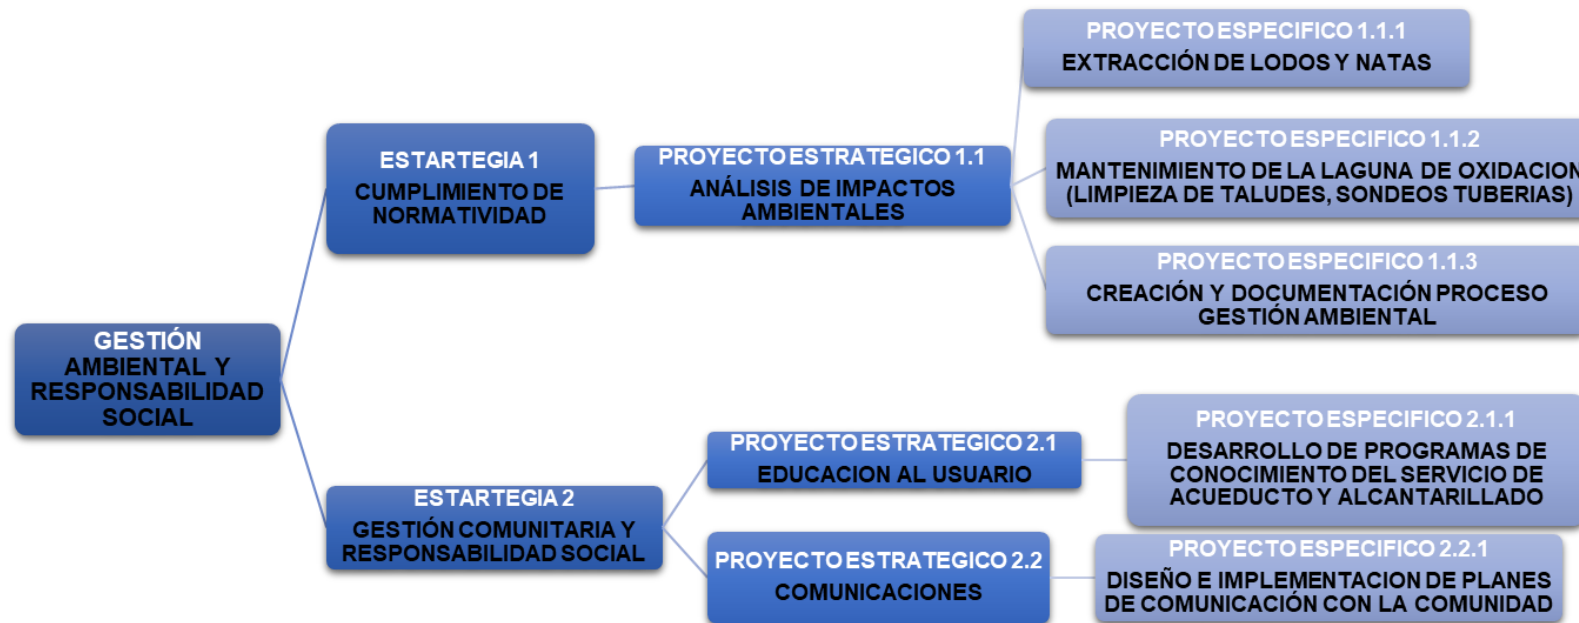 GESTIÓN
AMBIENTAL Y
RESPONSABILIDAD
SOCIAL
ESTARTEGIA 1
CUMPLIMIENTO DE
NORMATIVIDAD
PROYECTO ESTRATEGICO 1.1
ANÁLISIS DE IMPACTOS
AMBIENTALES
PROYECTO ESPECIFICO 1.1.1
EXTRACCIÓN DE LODOS Y NATAS
PROYECTO ESPECIFICO 1.1.2
MANTENIMIENTO DE LA LAGUNA DE OXIDACION
(LIMPIEZA DE TALUDES, SONDEOS TUBERIAS)
PROYECTO ESPECIFICO 1.1.3
CREACIÓN Y DOCUMENTACIÓN PROCESO
GESTIÓN AMBIENTAL
ESTARTEGIA 2
GESTIÓN COMUNITARIA Y
RESPONSABILIDAD SOCIAL
PROYECTO ESTRATEGICO 2.1
EDUCACION AL USUARIO
PROYECTO ESPECIFICO 2.1.1
DESARROLLO DE PROGRAMAS DE
CONOCIMIENTO DEL SERVICIO DE
ACUEDUCTO Y ALCANTARILLADO
PROYECTO ESTRATEGICO 2.2
COMUNICACIONES
PROYECTO ESPECIFICO 2.2.1
DISEÑO E IMPLEMENTACION DE PLANES
DE COMUNICACIÓN CON LA COMUNIDAD